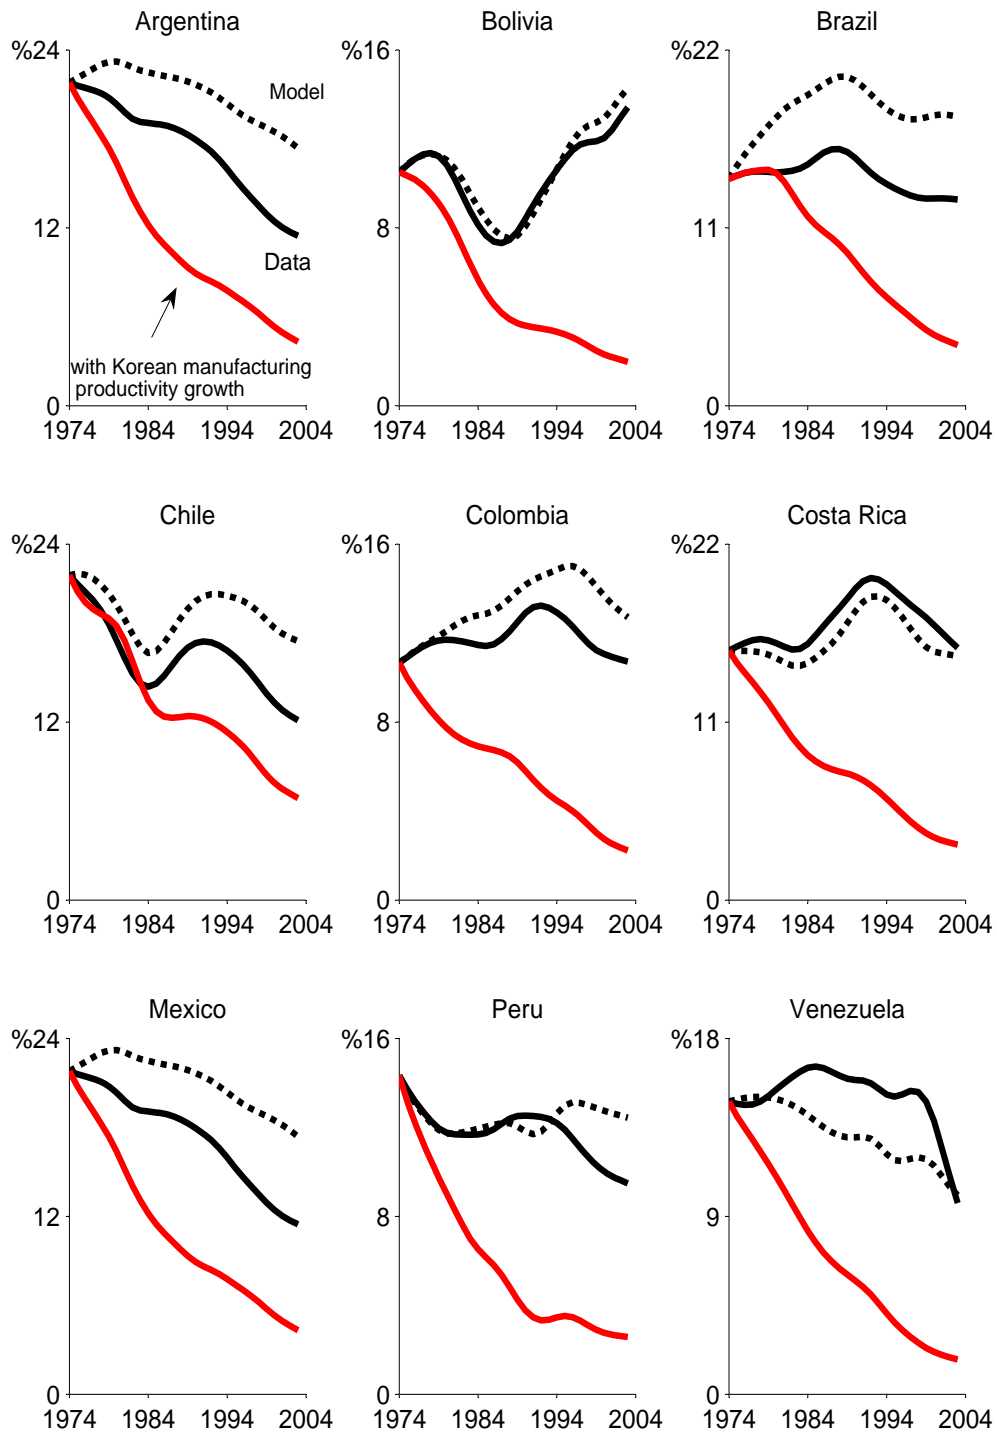 Argentina
%24
Model
12
Data
with Korean manufacturing
productivity growth
0
1974 1984 1994 2004
Bolivia
%16
8
0
1974 1984 1994 2004
Brazil
%22
11
0
1974 1984 1994 2004
Chile
%24
12
0
1974 1984 1994 2004
Colombia
%16
8
0
1974 1984 1994 2004
Costa Rica
%22
11
0
1974 1984 1994 2004
Mexico
%24
12
0
1974 1984 1994 2004
Peru
%16
8
0
1974 1984 1994 2004
Venezuela
%18
9
0
1974 1984 1994 2004